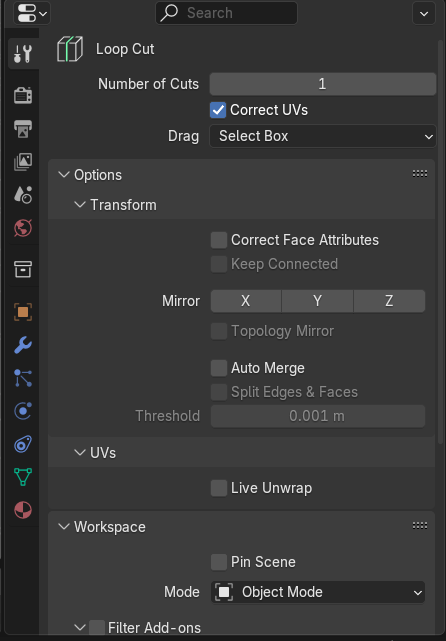 Search
Loop Cut
Number of Cuts 1
Correct UVs
Drag Select Box
Options
Transform
Correct Face Attributes
Keep Connected
Mirror X Y Z
Topology Mirror
Auto Merge
Split Edges & Faces
Threshold 0.001 m
UVs
Live Unwrap
Workspace
Pin Scene
Mode Object Mode
Filter Add-ons